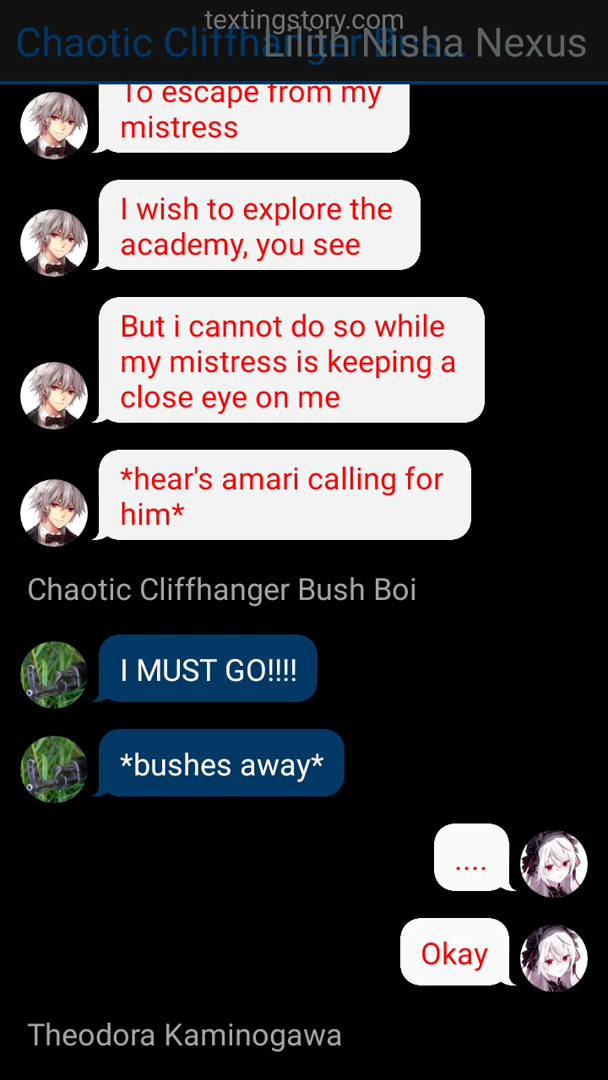 textingstory.com
Chaotic Cliffhanger Bus...
Lilith Nisha Nexus
To escape from my
mistress
I wish to explore the
academy, you see
But i cannot do so while
my mistress is keeping a
close eye on me
*hear's amari calling for
him*
Chaotic Cliffhanger Bush Boi
I MUST GO!!!!
*bushes away*
....
Okay
Theodora Kaminogawa